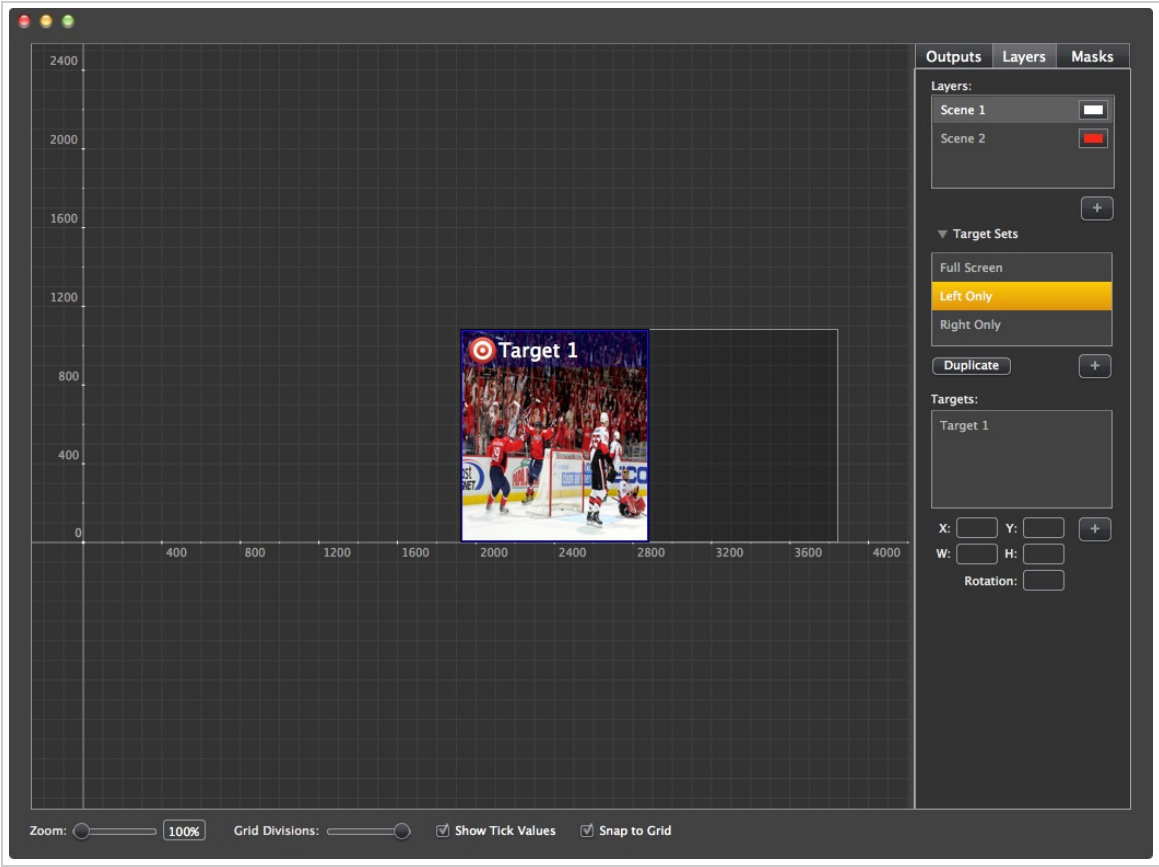 Outputs Layers Masks
Layers:
Scene 1
Scene 2
+
Target Sets
Full Screen
Left Only
Right Only
Duplicate +
Targets:
Target 1
X: Y: +
W: H:
Rotation:
2400
2000
1600
1200
800
400
0
Target 1
400 800 1200 1600 2000 2400 2800 3200 3600 4000
Zoom: 100% Grid Divisions: Show Tick Values Snap to Grid